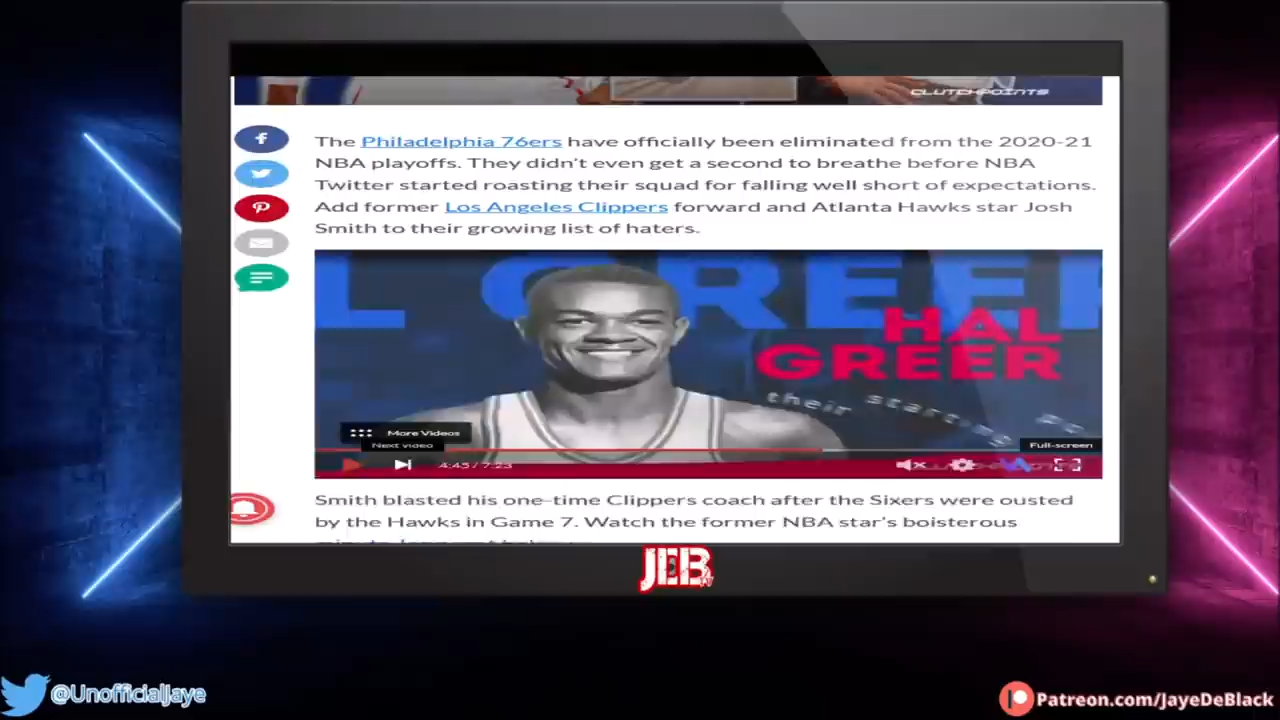 CLUTCHPOINTS
The Philadelphia 76ers have officially been eliminated from the 2020-21
NBA playoffs. They didn't even get a second to breathe before NBA
Twitter started roasting their squad for falling well short of expectations.
Add former Los Angeles Clippers forward and Atlanta Hawks star Josh
Smith to their growing list of haters.
L GREER
HAL
GREER
their starting
More Videos
Next video
Full-screen
4:45 / 7:23
Smith blasted his one-time Clippers coach after the Sixers were ousted
by the Hawks in Game 7. Watch the former NBA star's boisterous
JEB
@UnofficialJaye
Patreon.com/JayeDeBlack